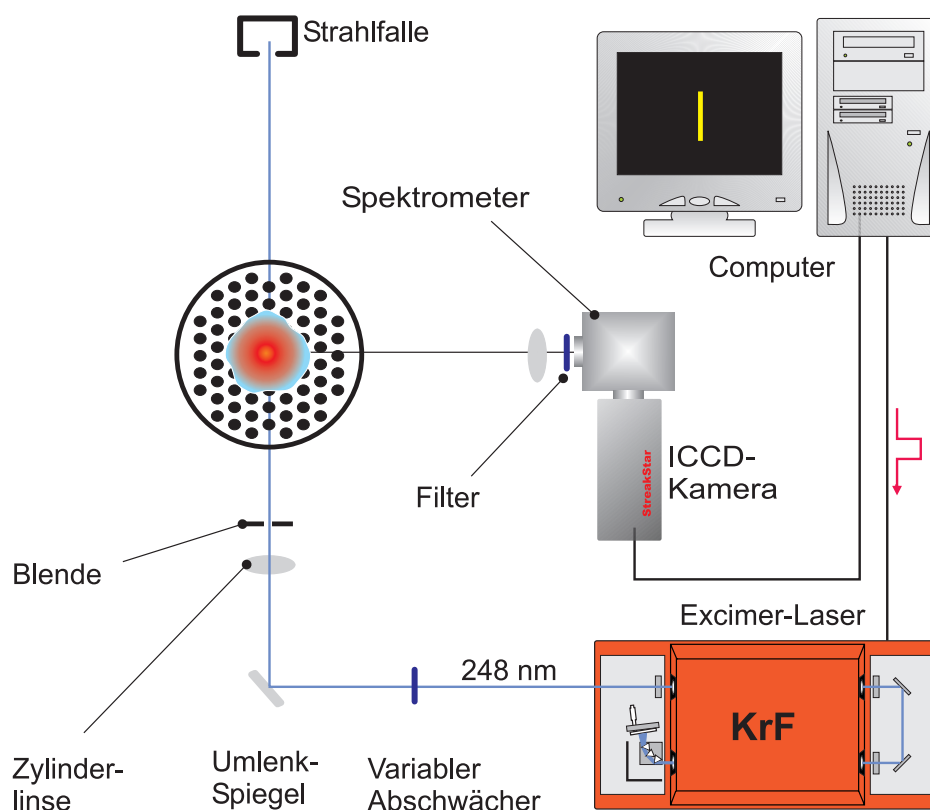 Strahlfalle
Spektrometer
Computer
Filter
StreakStar
ICCD-
Kamera
Blende
Excimer-Laser
248 nm
KrF
Zylinder-
linse
Umlenk-
Spiegel
Variabler
Abschwächer